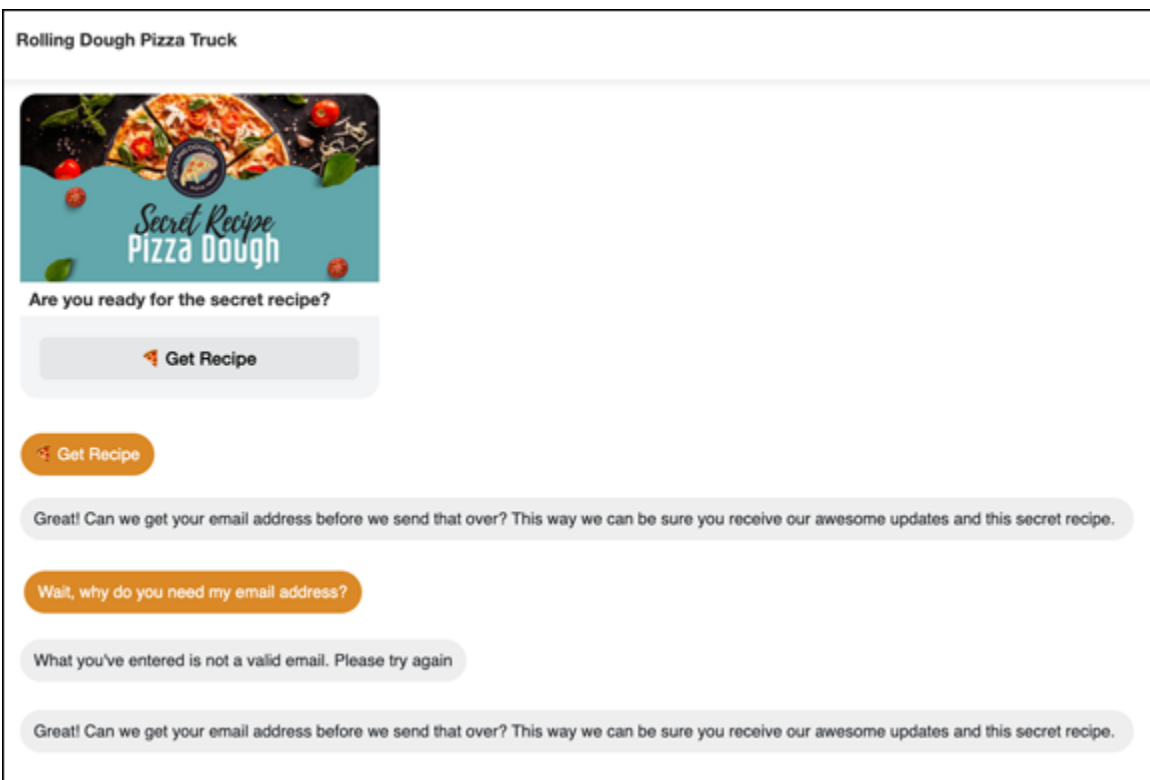 Rolling Dough Pizza Truck
ROLLING DOUGH
Secret Recipe
Pizza Dough
Are you ready for the secret recipe?
🍕 Get Recipe
🍕 Get Recipe
Great! Can we get your email address before we send that over? This way we can be sure you receive our awesome updates and this secret recipe.
Wait, why do you need my email address?
What you've entered is not a valid email. Please try again
Great! Can we get your email address before we send that over? This way we can be sure you receive our awesome updates and this secret recipe.